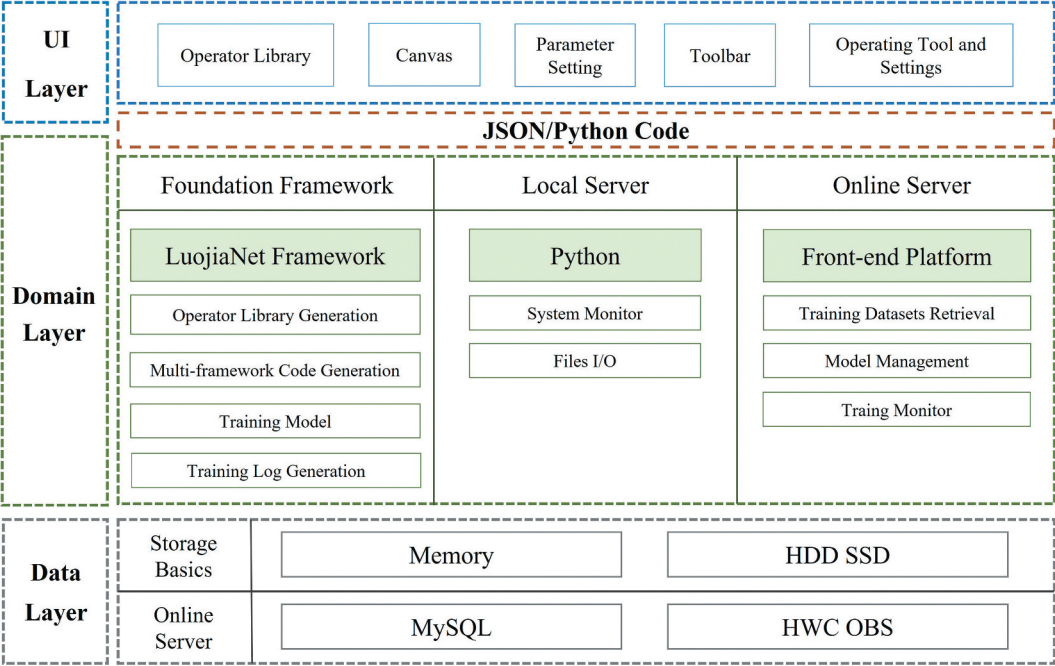 UI
Layer
Operator Library
Canvas
Parameter
Setting
Toolbar
Operating Tool and
Settings
JSON/Python Code
Domain
Layer
Foundation Framework
Local Server
Online Server
LuojiaNet Framework
Python
Front-end Platform
Operator Library Generation
System Monitor
Training Datasets Retrieval
Multi-framework Code Generation
Files I/O
Model Management
Training Model
Traing Monitor
Training Log Generation
Data
Layer
Storage
Basics
Memory
HDD SSD
Online
Server
MySQL
HWC OBS